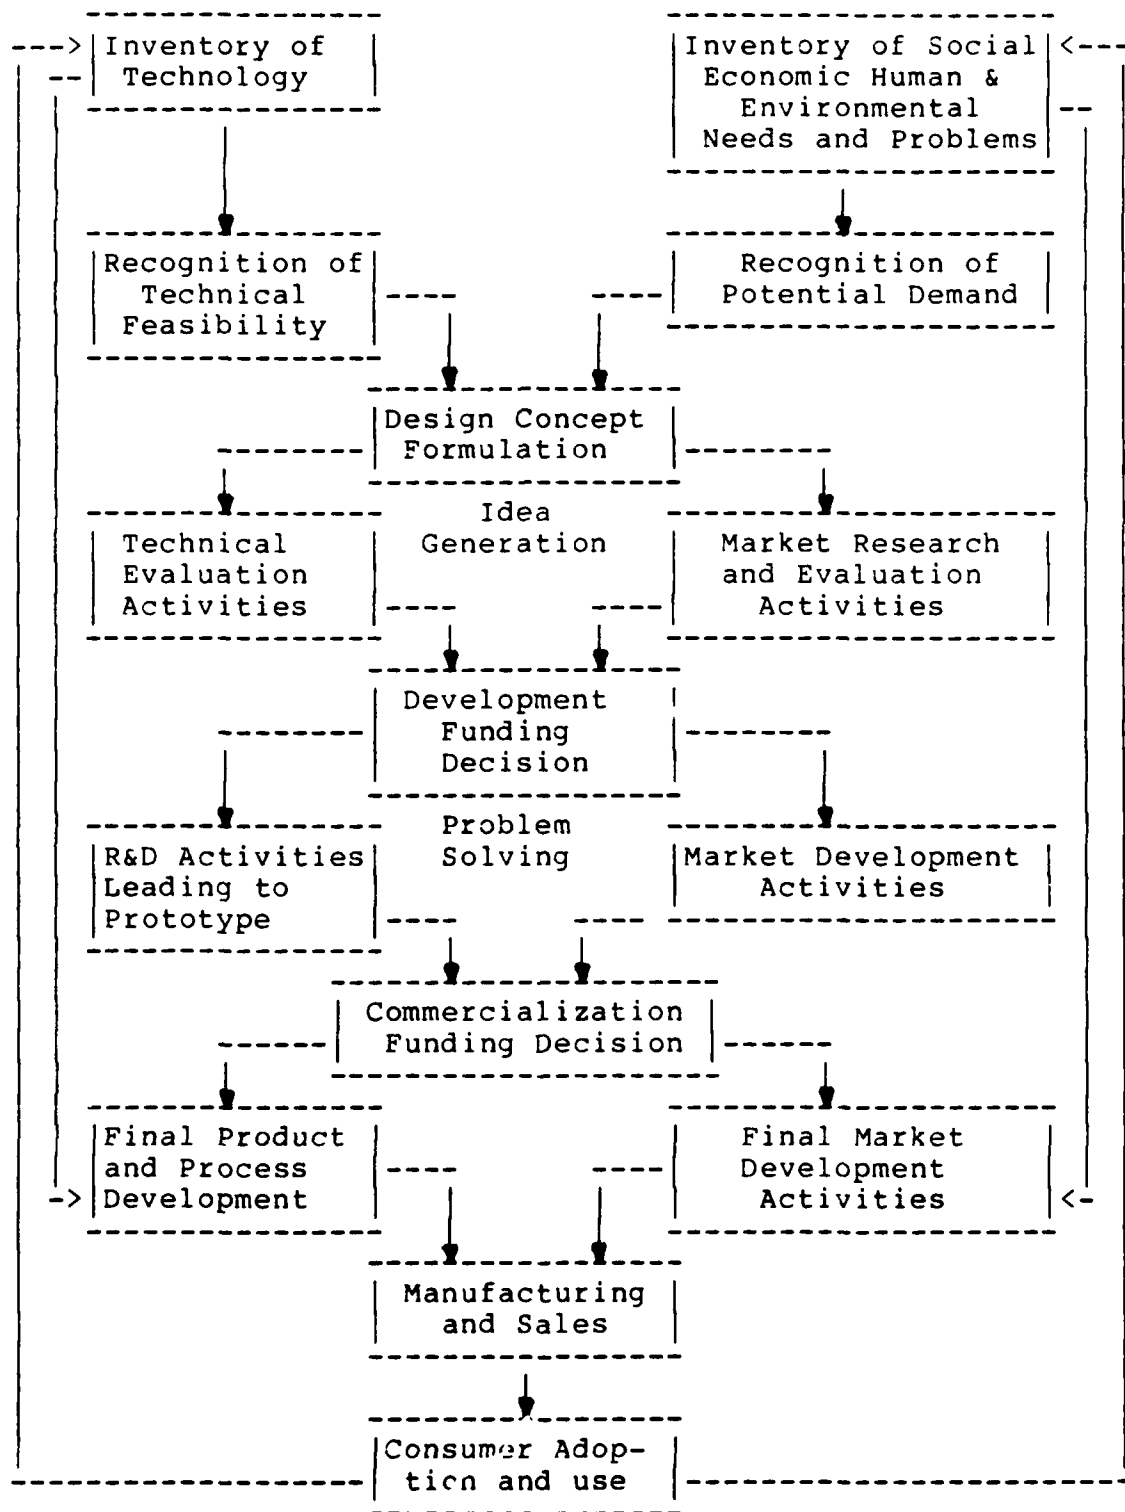 Inventory of
Technology
Inventory of Social
Economic Human &
Environmental
Needs and Problems
Recognition of
Technical
Feasibility
Recognition of
Potential Demand
Design Concept
Formulation
Idea
Generation
Technical
Evaluation
Activities
Market Research
and Evaluation
Activities
Development
Funding
Decision
Problem
Solving
R&D Activities
Leading to
Prototype
Market Development
Activities
Commercialization
Funding Decision
Final Product
and Process
Development
Final Market
Development
Activities
Manufacturing
and Sales
Consumer Adop-
tion and use